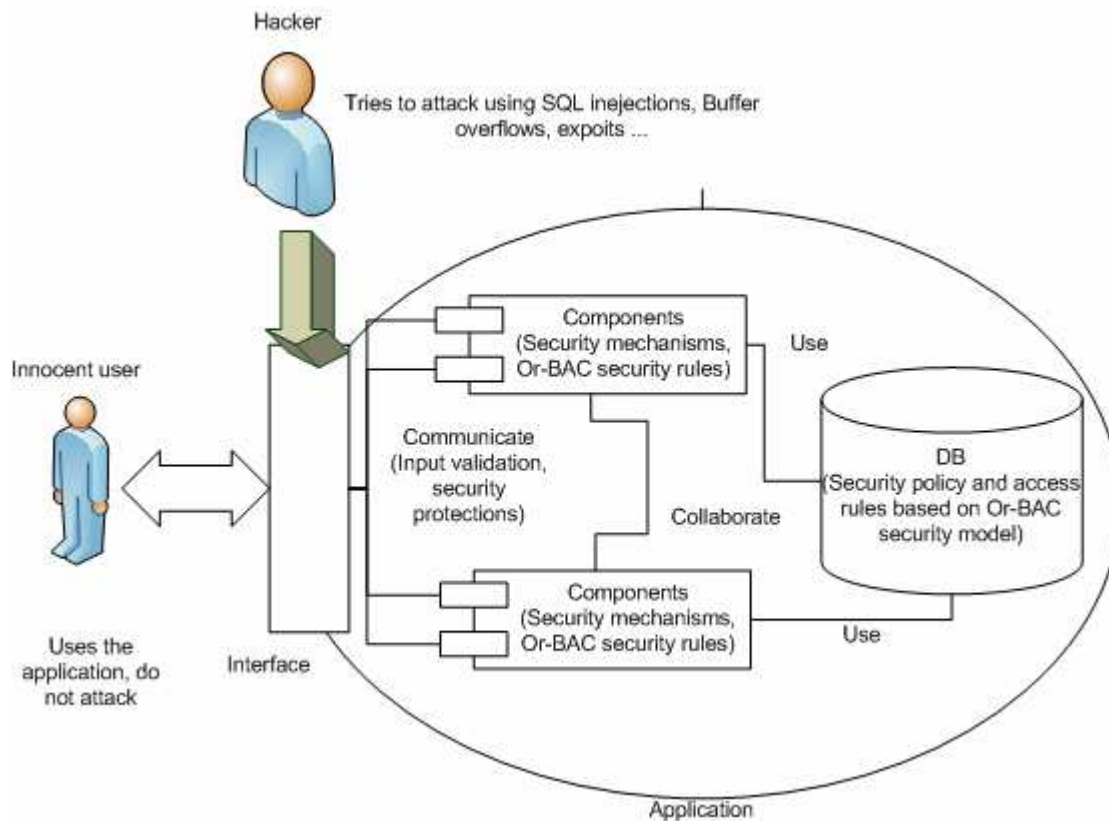 Hacker
Tries to attack using SQL inejections, Buffer
overflows, expoits ...
Innocent user
Uses the
application, do
not attack
Interface
Communicate
(Input validation,
security
protections)
Components
(Security mechanisms,
Or-BAC security rules)
Use
Collaborate
DB
(Security policy and access
rules based on Or-BAC
security model)
Components
(Security mechanisms,
Or-BAC security rules)
Use
Application